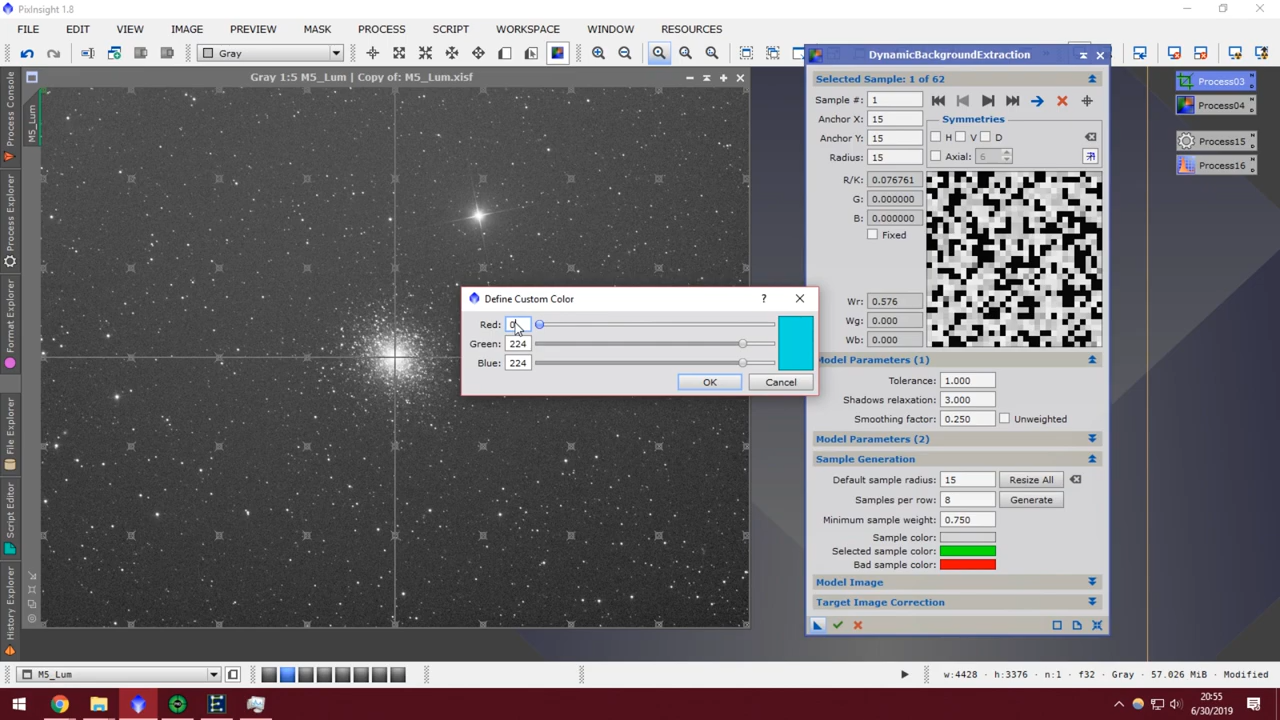 PixInsight 1.8
FILE EDIT VIEW IMAGE PREVIEW MASK PROCESS SCRIPT WORKSPACE WINDOW RESOURCES
Gray
Gray 1:5 M5_Lum | Copy of: M5_Lum.xisf
M5_Lum
Process Console
Process Explorer
Format Explorer
File Explorer
Script Editor
History Explorer
Define Custom Color
?
Red: 0
Green: 224
Blue: 224
OK Cancel
DynamicBackgroundExtraction
Selected Sample: 1 of 62
Sample #: 1
Anchor X: 15
Symmetries
Anchor Y: 15
H V D
Radius: 15
Axial: 6
R/K: 0.076761
G: 0.000000
B: 0.000000
Fixed
Wr: 0.576
Wg: 0.000
Wb: 0.000
Model Parameters (1)
Tolerance: 1.000
Shadows relaxation: 3.000
Smoothing factor: 0.250 Unweighted
Model Parameters (2)
Sample Generation
Default sample radius: 15 Resize All
Samples per row: 8 Generate
Minimum sample weight: 0.750
Sample color:
Selected sample color:
Bad sample color:
Model Image
Target Image Correction
Process03
Process04
Process15
Process16
M5_Lum
w:4428 · h:3376 · n:1 · f32 · Gray · 57.026 MiB · Modified
20:55
6/30/2019